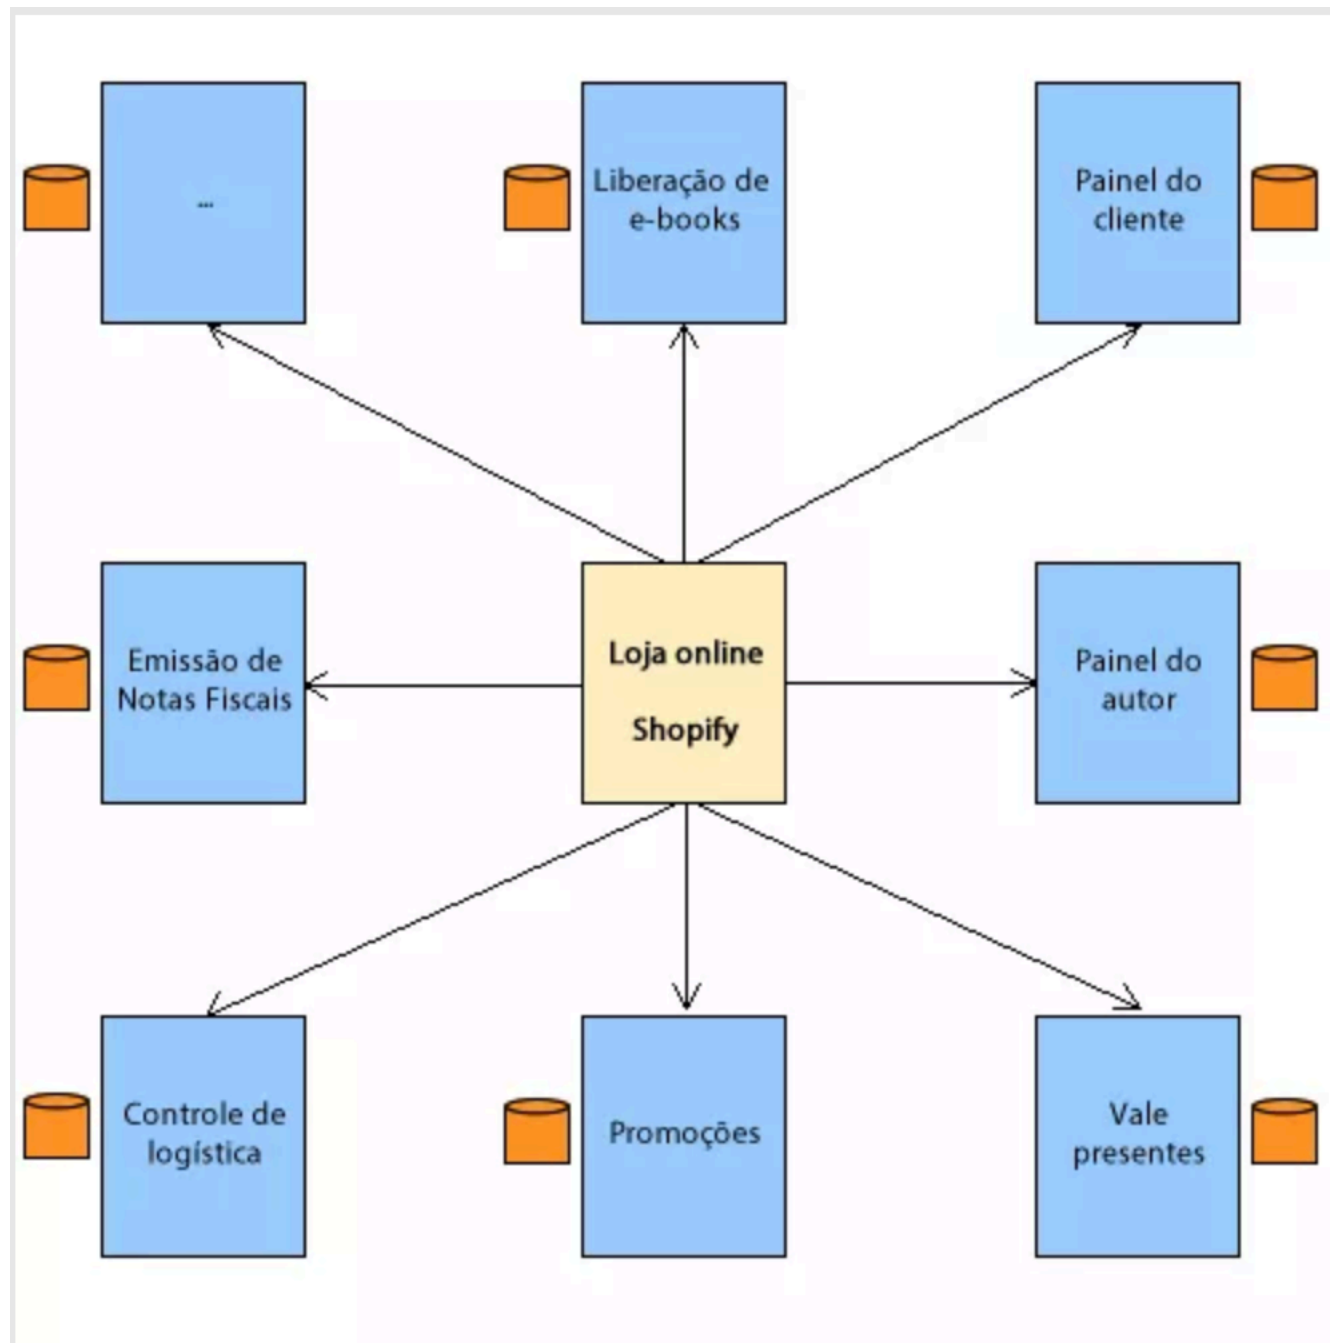 ...
Liberação de
e-books
Painel do
cliente
Emissão de
Notas Fiscais
Loja online
Shopify
Painel do
autor
Controle de
logística
Promoções
Vale
presentes